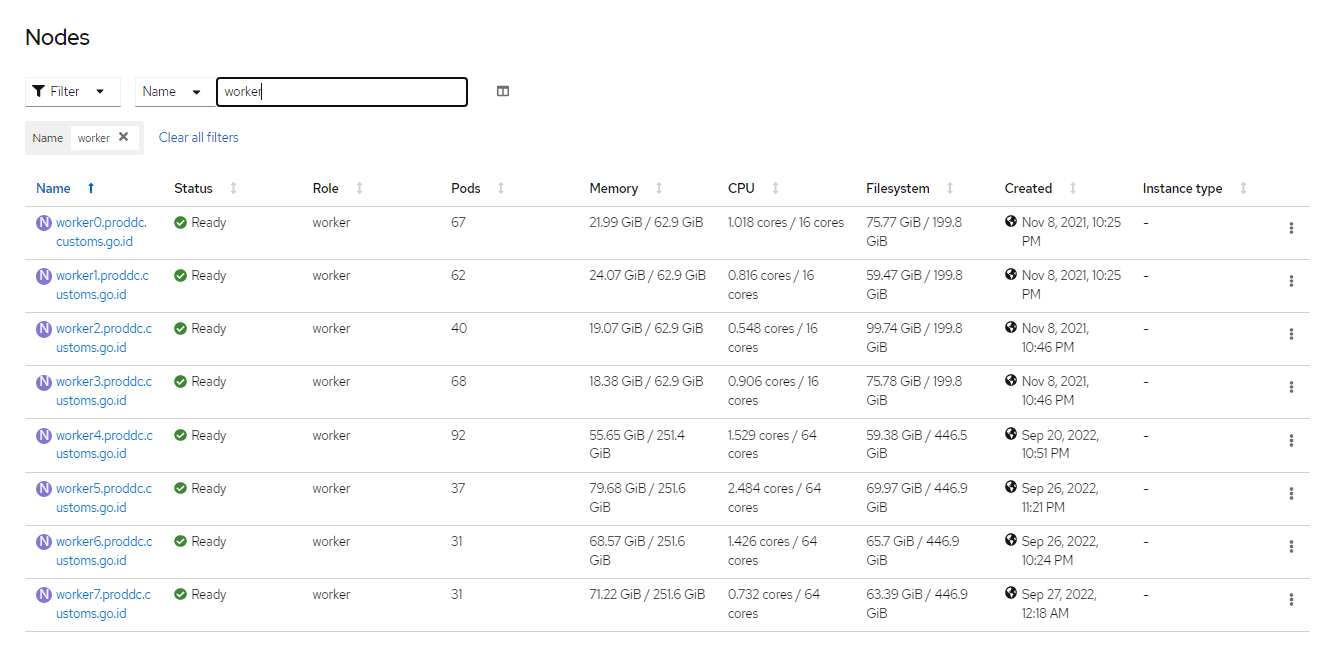 Nodes
Filter Name worker
Name worker Clear all filters
Name Status Role Pods Memory CPU Filesystem Created Instance type
N worker0.proddc. Ready worker 67 21.99 GiB / 62.9 GiB 1.018 cores / 16 cores 75.77 GiB / 199.8 Nov 8, 2021, 10:25 -
customs.go.id GiB PM
N worker1.proddc.c Ready worker 62 24.07 GiB / 62.9 GiB 0.816 cores / 16 59.47 GiB / 199.8 Nov 8, 2021, 10:25 -
ustoms.go.id cores GiB PM
N worker2.proddc.c Ready worker 40 19.07 GiB / 62.9 GiB 0.548 cores / 16 99.74 GiB / 199.8 Nov 8, 2021, -
ustoms.go.id cores GiB 10:46 PM
N worker3.proddc.c Ready worker 68 18.38 GiB / 62.9 GiB 0.906 cores / 16 75.78 GiB / 199.8 Nov 8, 2021, -
ustoms.go.id cores GiB 10:46 PM
N worker4.proddc.c Ready worker 92 55.65 GiB / 251.4 1.529 cores / 64 59.38 GiB / 446.5 Sep 20, 2022, -
ustoms.go.id GiB cores GiB 10:51 PM
N worker5.proddc.c Ready worker 37 79.68 GiB / 251.6 2.484 cores / 64 69.97 GiB / 446.9 Sep 26, 2022, -
ustoms.go.id GiB cores GiB 11:21 PM
N worker6.proddc.c Ready worker 31 68.57 GiB / 251.6 1.426 cores / 64 65.7 GiB / 446.9 Sep 26, 2022, -
ustoms.go.id GiB cores GiB 10:24 PM
N worker7.proddc.c Ready worker 31 71.22 GiB / 251.6 GiB 0.732 cores / 64 63.39 GiB / 446.9 Sep 27, 2022, -
ustoms.go.id cores GiB 12:18 AM